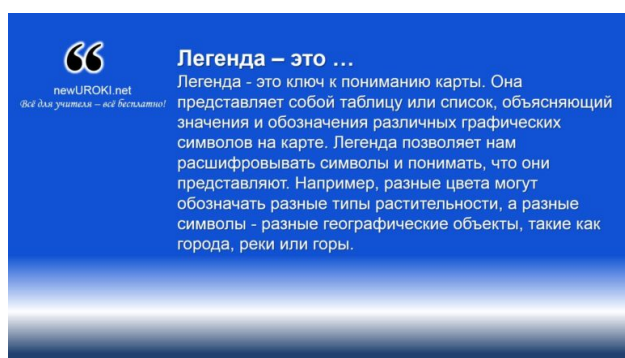 ❝
newUROKI.net
Всё для учителя – всё бесплатно!
Легенда – это …
Легенда - это ключ к пониманию карты. Она
представляет собой таблицу или список, объясняющий
значения и обозначения различных графических
символов на карте. Легенда позволяет нам
расшифровывать символы и понимать, что они
представляют. Например, разные цвета могут
обозначать разные типы растительности, а разные
символы - разные географические объекты, такие как
города, реки или горы.